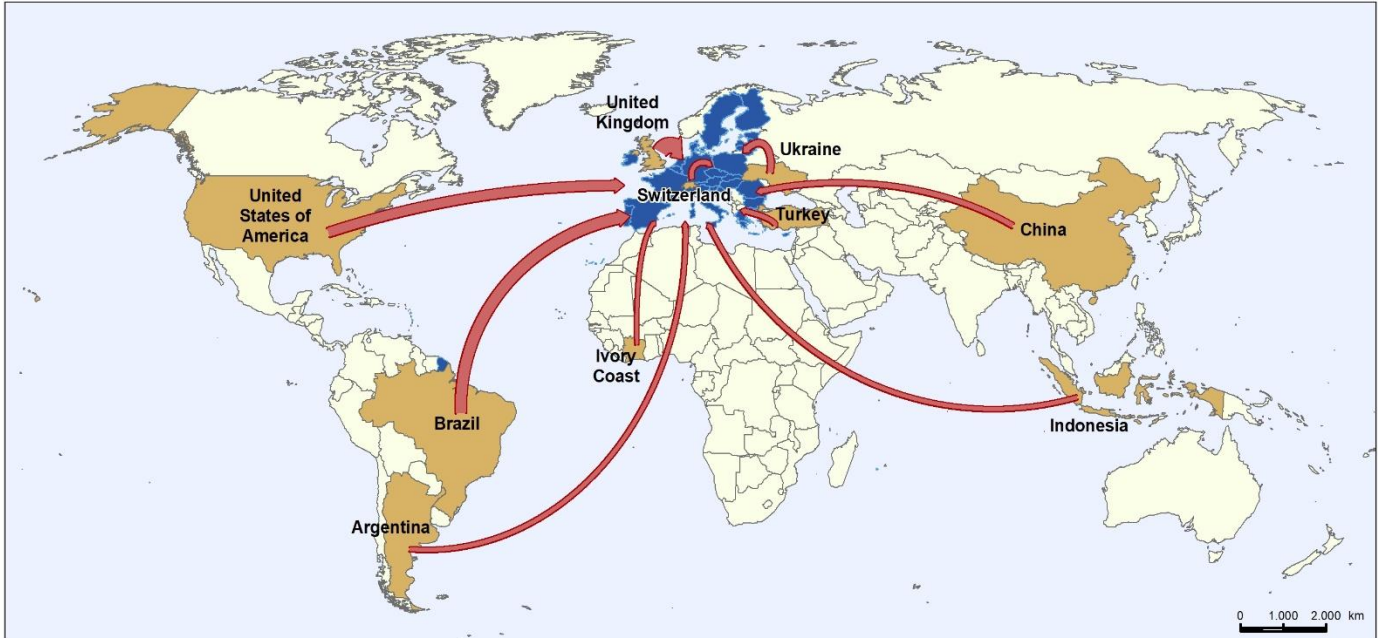 United
Kingdom
Ukraine
Switzerland
United
States of
America
Turkey
China
Ivory
Coast
Brazil
Indonesia
Argentina
0 1.000 2.000 km